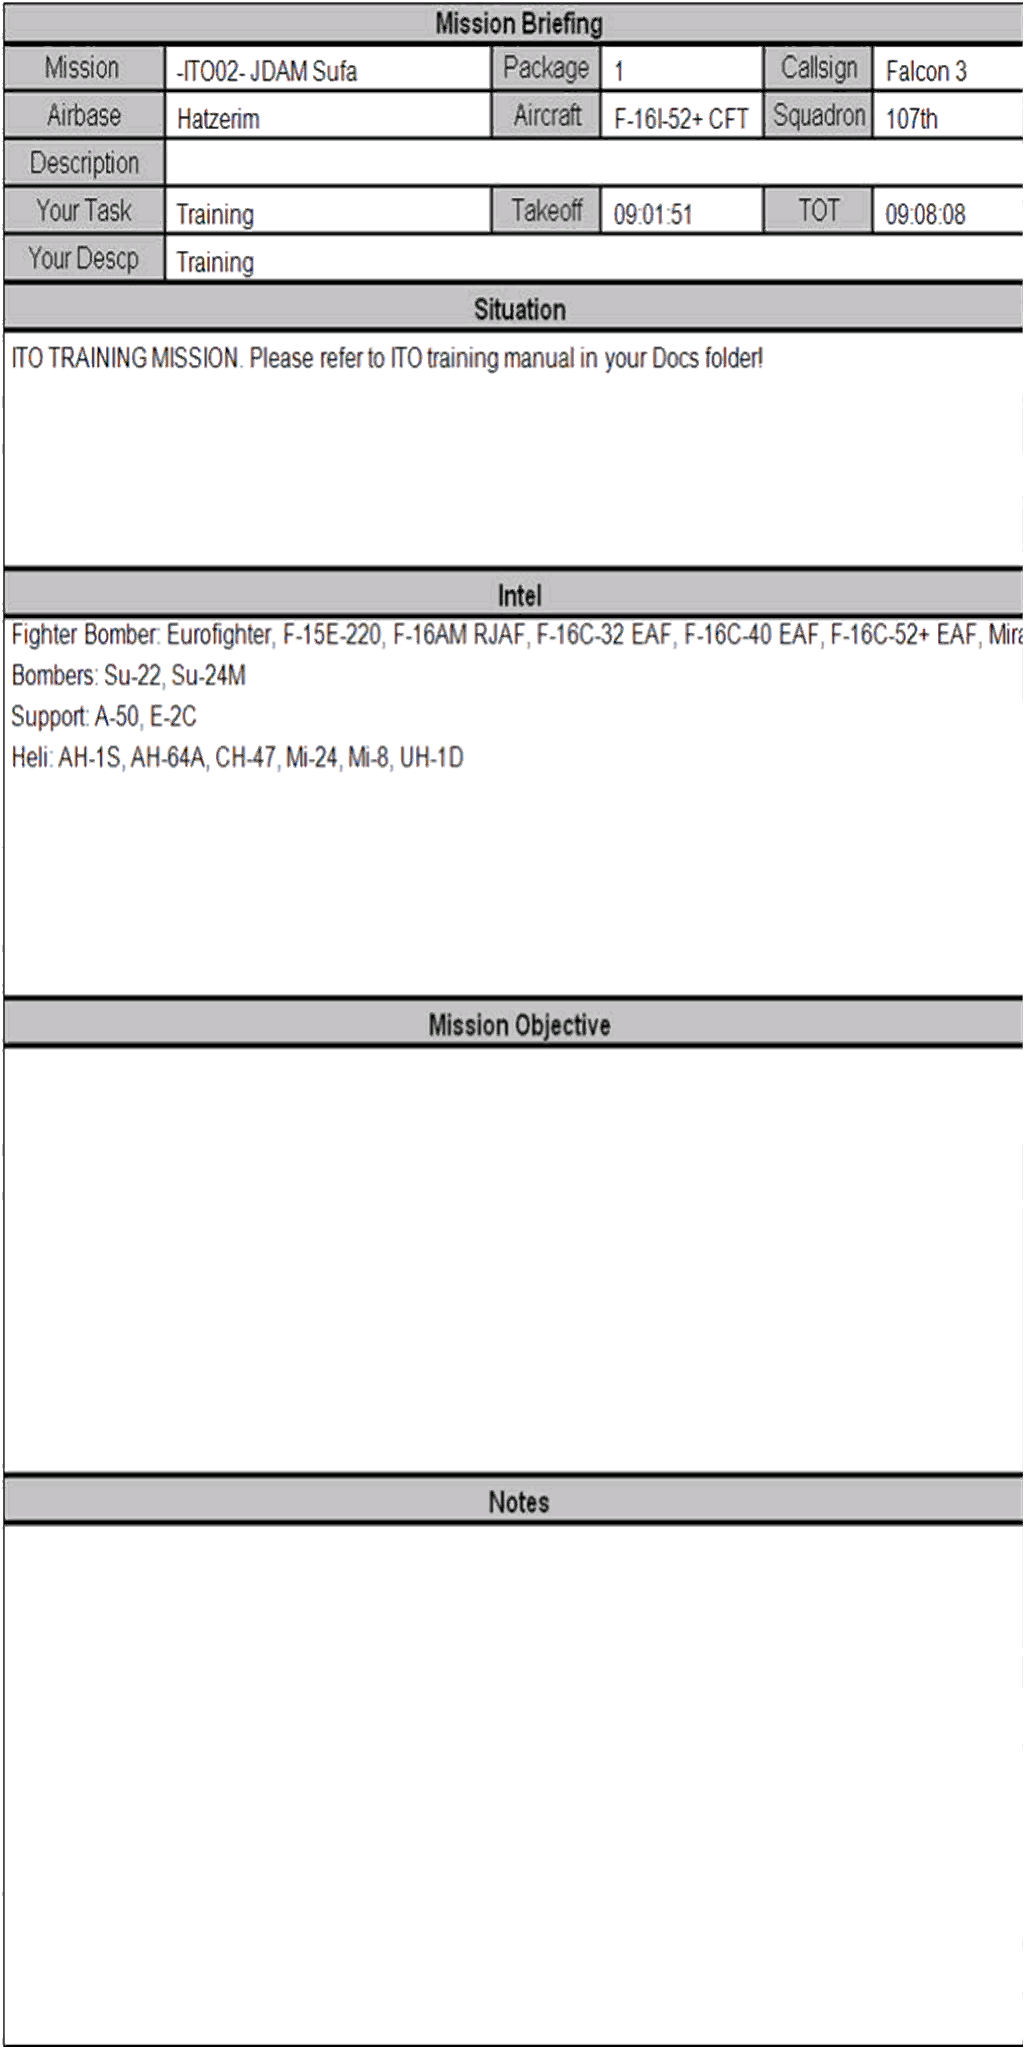 Mission Briefing
Mission -ITO02- JDAM Sufa Package 1 Callsign Falcon 3
Airbase Hatzerim Aircraft F-16I-52+ CFT Squadron 107th
Description
Your Task Training Takeoff 09:01:51 TOT 09:08:08
Your Descp Training
Situation
ITO TRAINING MISSION. Please refer to ITO training manual in your Docs folder!
Intel
Fighter Bomber: Eurofighter, F-15E-220, F-16AM RJAF, F-16C-32 EAF, F-16C-40 EAF, F-16C-52+ EAF,
Bombers: Su-22, Su-24M
Support: A-50, E-2C
Heli: AH-1S, AH-64A, CH-47, Mi-24, Mi-8, UH-1D
Mission Objective
Notes